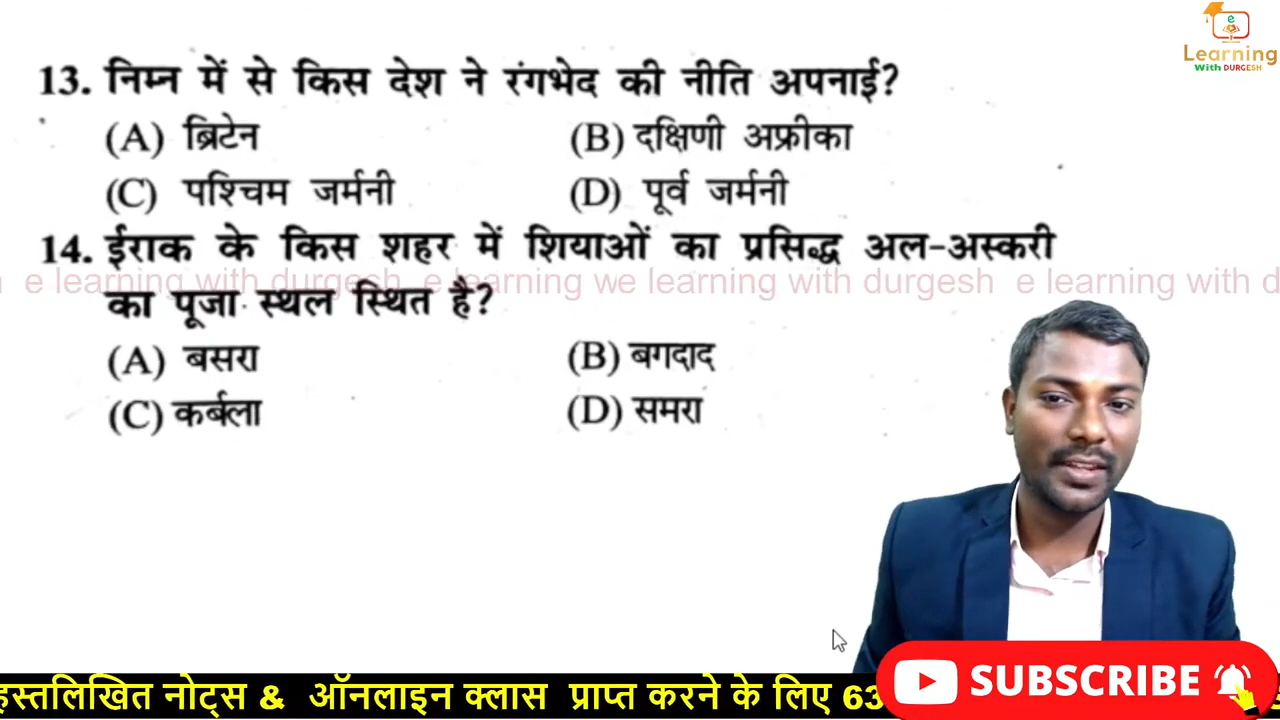 e
Learning
With DURGESH
13. निम्न में से किस देश ने रंगभेद की नीति अपनाई?
(A) ब्रिटेन (B) दक्षिणी अफ्रीका
(C) पश्चिम जर्मनी (D) पूर्व जर्मनी
14. ईराक के किस शहर में शियाओं का प्रसिद्ध अल-अस्करी
e learning with durgesh e learning we learning with durgesh e learning with d
का पूजा स्थल स्थित है?
(A) बसरा (B) बगदाद
(C) कर्बला (D) समरा
SUBSCRIBE
हस्तलिखित नोट्स & ऑनलाइन क्लास प्राप्त करने के लिए 63